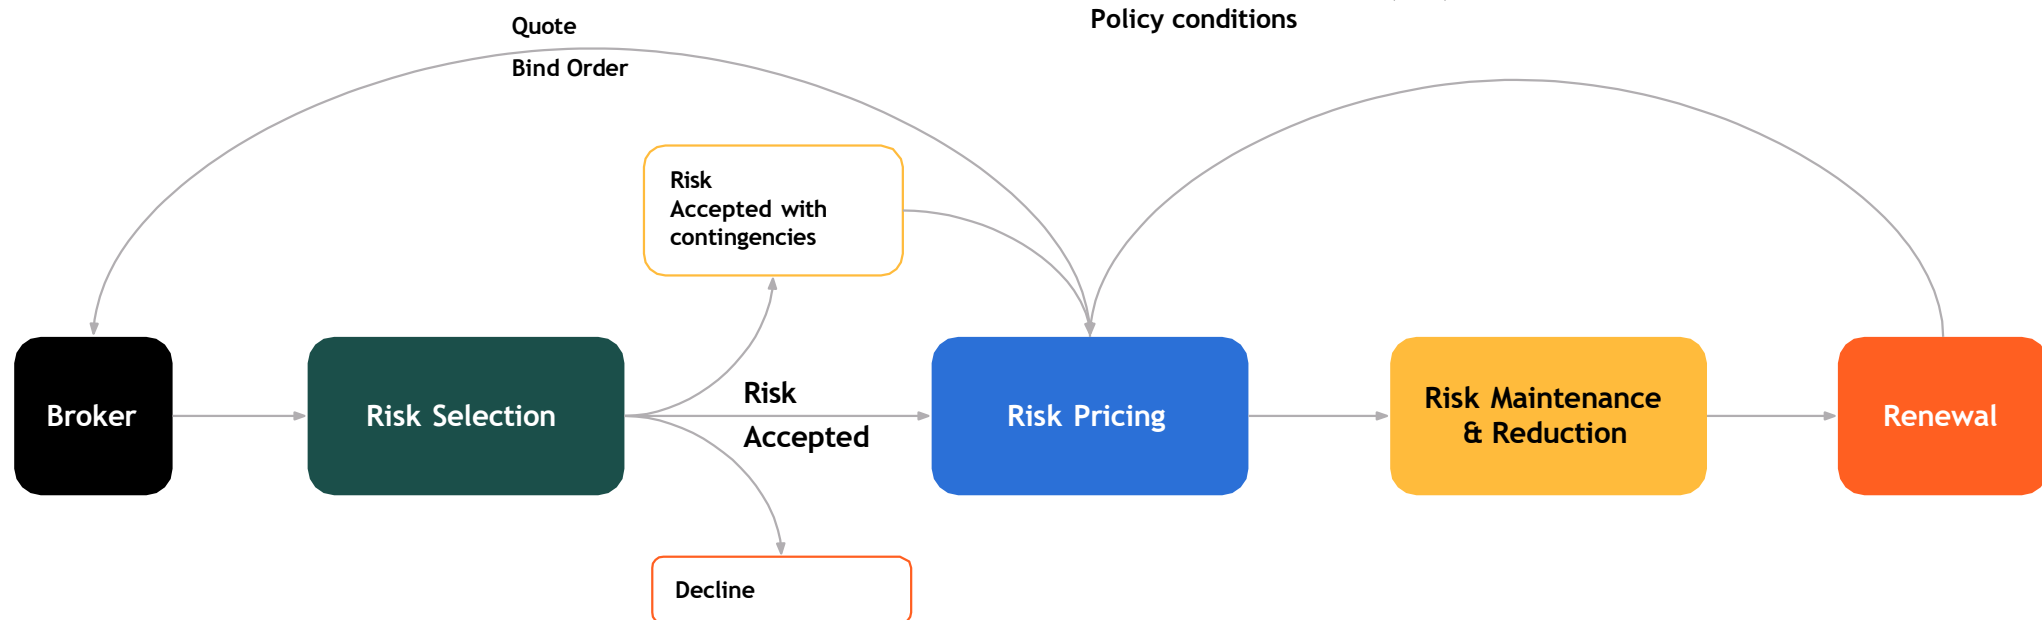 Policy conditions
Quote
Bind Order
Risk
Accepted with
contingencies
Broker
Risk Selection
Risk
Accepted
Risk Pricing
Risk Maintenance
& Reduction
Renewal
Decline